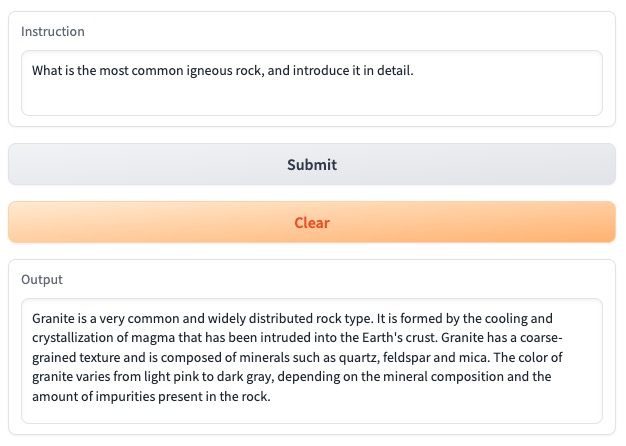 Instruction
What is the most common igneous rock, and introduce it in detail.
Submit
Clear
Output
Granite is a very common and widely distributed rock type. It is formed by the cooling and
crystallization of magma that has been intruded into the Earth's crust. Granite has a coarse-
grained texture and is composed of minerals such as quartz, feldspar and mica. The color of
granite varies from light pink to dark gray, depending on the mineral composition and the
amount of impurities present in the rock.